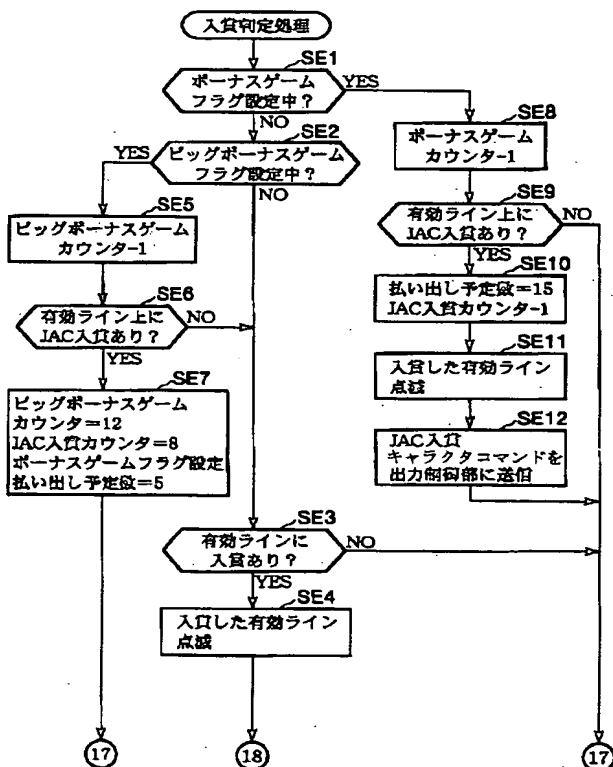 入賞判定処理
SE1
ボーナスゲーム
フラグ設定中？
YES
NO
SE2
ビッグボーナスゲーム
フラグ設定中？
YES
NO
SE8
ボーナスゲーム
カウンタ-1
SE9
有効ライン上に
JAC入賞あり？
NO
YES
SE5
ビッグボーナスゲーム
カウンタ-1
SE6
有効ライン上に
JAC入賞あり？
NO
YES
SE10
払い出し予定数=15
JAC入賞カウンタ-1
SE11
入賞した有効ライン
点滅
SE7
ビッグボーナスゲーム
カウンタ=12
JAC入賞カウンタ=8
ボーナスゲームフラグ設定
払い出し予定数=5
SE12
JAC入賞
キャラクタコマンドを
出力制御部に送信
SE3
有効ラインに
入賞あり？
NO
YES
SE4
入賞した有効ライン
点滅
17
18
17